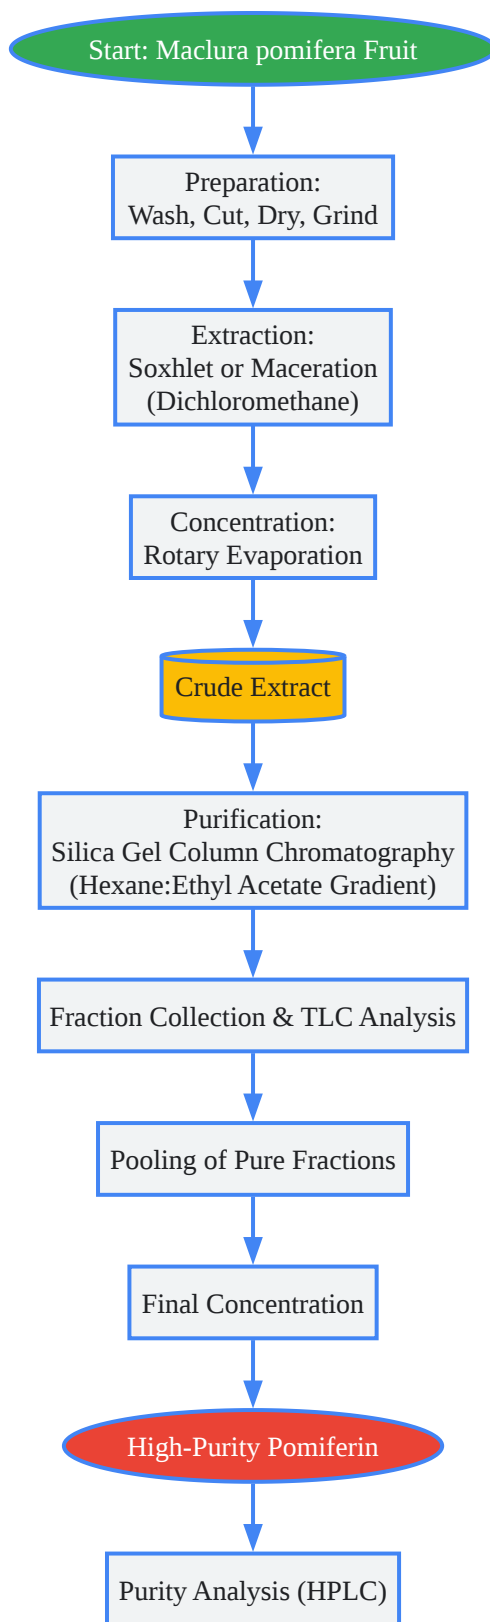 Start: Maclura pomifera Fruit
Preparation:
Wash, Cut, Dry, Grind
Extraction:
Soxhlet or Maceration
(Dichloromethane)
Concentration:
Rotary Evaporation
Crude Extract
Purification:
Silica Gel Column Chromatography
(Hexane:Ethyl Acetate Gradient)
Fraction Collection & TLC Analysis
Pooling of Pure Fractions
Final Concentration
High-Purity Pomiferin
Purity Analysis (HPLC)